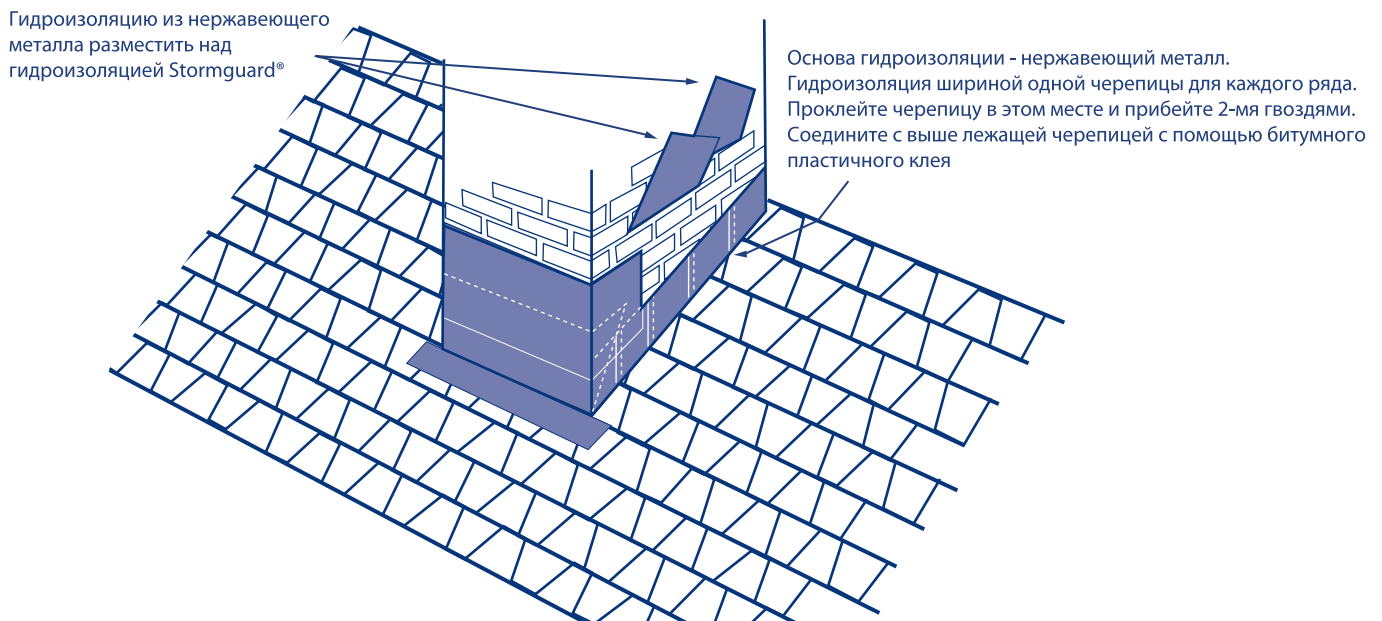 Гидроизоляцию из нержавеющего
металла разместить над
гидроизоляцией Stormguard®
Основа гидроизоляции - нержавеющий металл.
Гидроизоляция шириной одной черепицы для каждого ряда.
Проклейте черепицу в этом месте и прибейте 2-мя гвоздями.
Соедините с выше лежащей черепицей с помощью битумного
пластичного клея